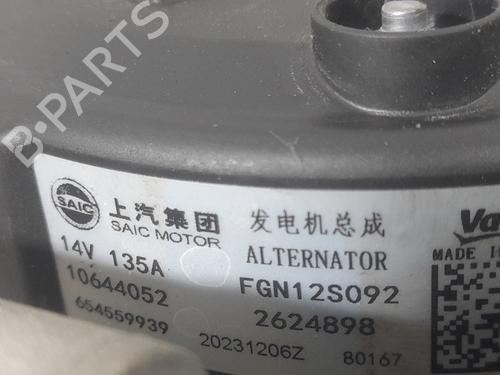 B-PARTS
SAIC 上汽集团 发电机总成
SAIC MOTOR ALTERNATOR
14V 135A FGN12S092
10644052 2624898
654559939 20231206Z 80167
MADE